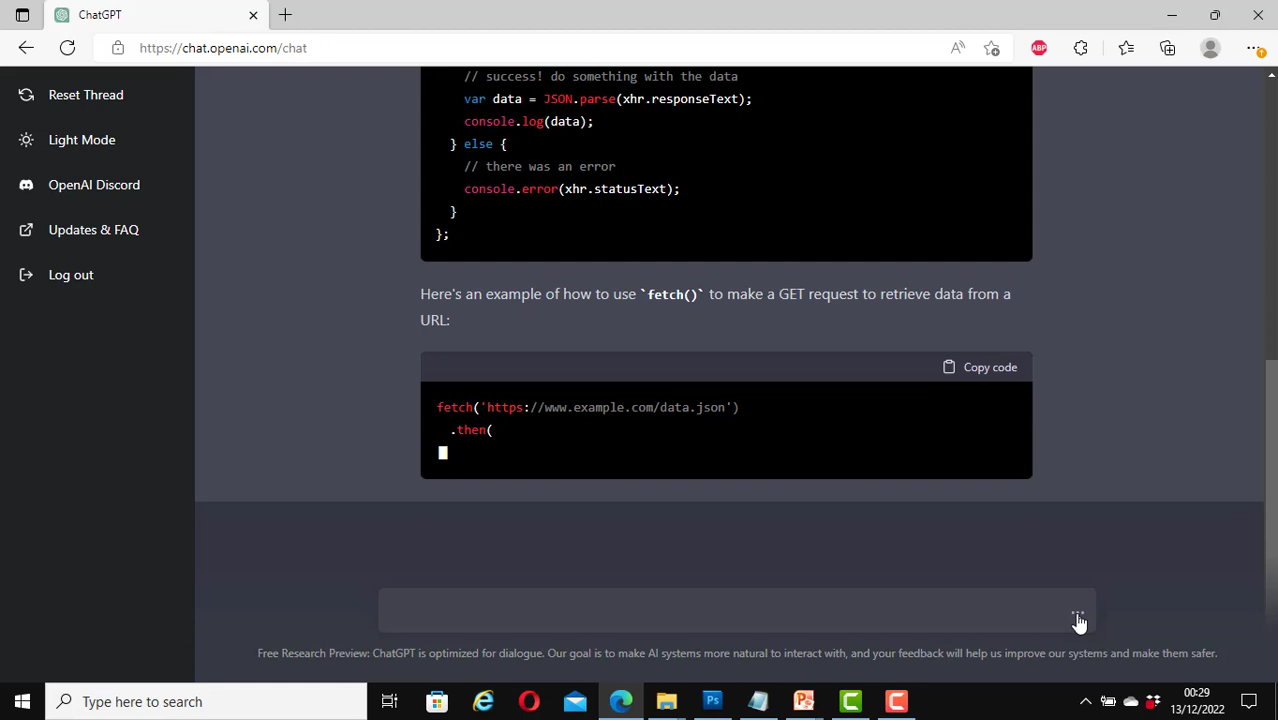 ChatGPT
https://chat.openai.com/chat
ABP
Reset Thread
Light Mode
OpenAI Discord
Updates & FAQ
Log out
// success! do something with the data
var data = JSON.parse(xhr.responseText);
console.log(data);
} else {
// there was an error
console.error(xhr.statusText);
}
};
Here's an example of how to use `fetch()` to make a GET request to retrieve data from a
URL:
Copy code
fetch('https://www.example.com/data.json')
.then(
Free Research Preview: ChatGPT is optimized for dialogue. Our goal is to make AI systems more natural to interact with, and your feedback will help us improve our systems and make them safer.
Type here to search
00:29
13/12/2022